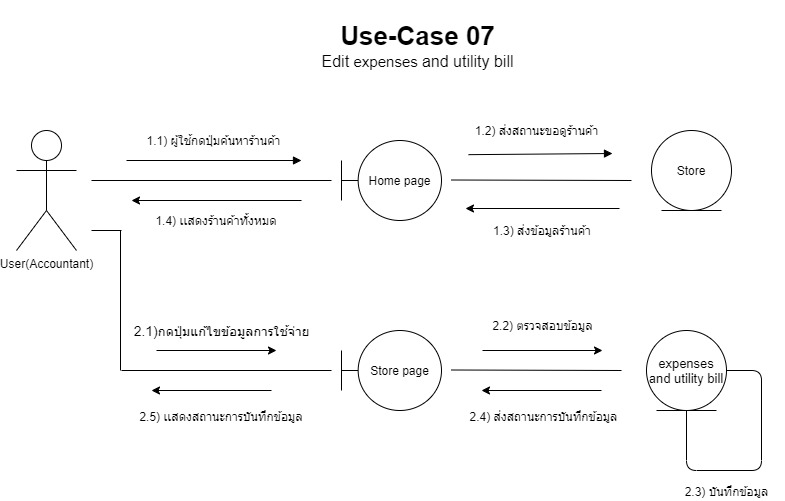 Use-Case 07
Edit expenses and utility bill
1.1) ผู้ใช้กดปุ่มค้นหาร้านค้า
1.2) ส่งสถานะขอดูร้านค้า
Home page
Store
1.4) แสดงร้านค้าทั้งหมด
1.3) ส่งข้อมูลร้านค้า
User(Accountant)
2.1)กดปุ่มแก้ไขข้อมูลการใช้จ่าย
2.2) ตรวจสอบข้อมูล
Store page
expenses
and utility bill
2.5) แสดงสถานะการบันทึกข้อมูล
2.4) ส่งสถานะการบันทึกข้อมูล
2.3) บันทึกข้อมูล